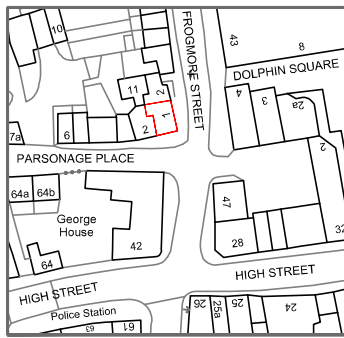 10
FROGMORE STREET
43
8
DOLPHIN SQUARE
11
2
4
3
2a
1
7a
6
2
2
PARSONAGE PLACE
64a
64b
George
House
47
42
28
32
64
HIGH STREET
HIGH STREET
Police Station
63
61
26
25a
25
24